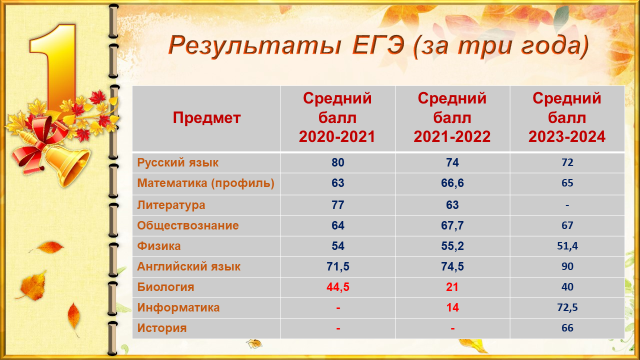 1
Результаты ЕГЭ (за три года)
Предмет
Средний
балл
2020-2021
Средний
балл
2021-2022
Средний
балл
2023-2024
Русский язык 80 74 72
Математика (профиль) 63 66,6 65
Литература 77 63 -
Обществознание 64 67,7 67
Физика 54 55,2 51,4
Английский язык 71,5 74,5 90
Биология 44,5 21 40
Информатика - 14 72,5
История - - 66